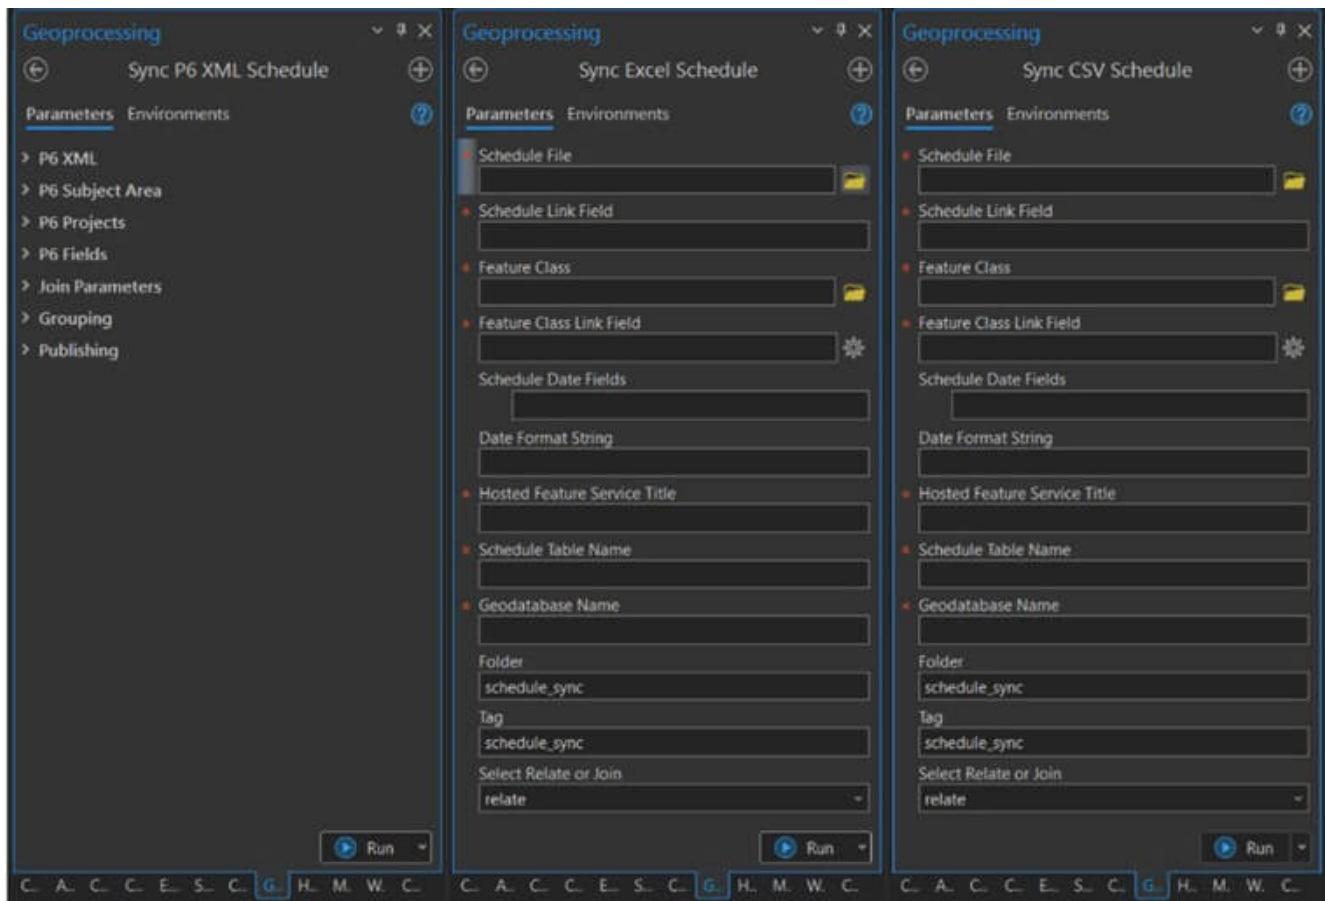 Geoprocessing
Sync P6 XML Schedule
Parameters Environments
P6 XML
P6 Subject Area
P6 Projects
P6 Fields
Join Parameters
Grouping
Publishing
Run
C... A... C... C... E... S... C... G... H... M. W. C...
Geoprocessing
Sync Excel Schedule
Parameters Environments
* Schedule File
* Schedule Link Field
* Feature Class
* Feature Class Link Field
Schedule Date Fields
Date Format String
* Hosted Feature Service Title
* Schedule Table Name
* Geodatabase Name
Folder
schedule_sync
Tag
schedule_sync
Select Relate or Join
relate
Run
C... A... C... C... E... S... C... G... H... M. W. C...
Geoprocessing
Sync CSV Schedule
Parameters Environments
* Schedule File
* Schedule Link Field
* Feature Class
* Feature Class Link Field
Schedule Date Fields
Date Format String
* Hosted Feature Service Title
* Schedule Table Name
* Geodatabase Name
Folder
schedule_sync
Tag
schedule_sync
Select Relate or Join
relate
Run
C... A... C... C... E... S... C... G... H... M. W. C...